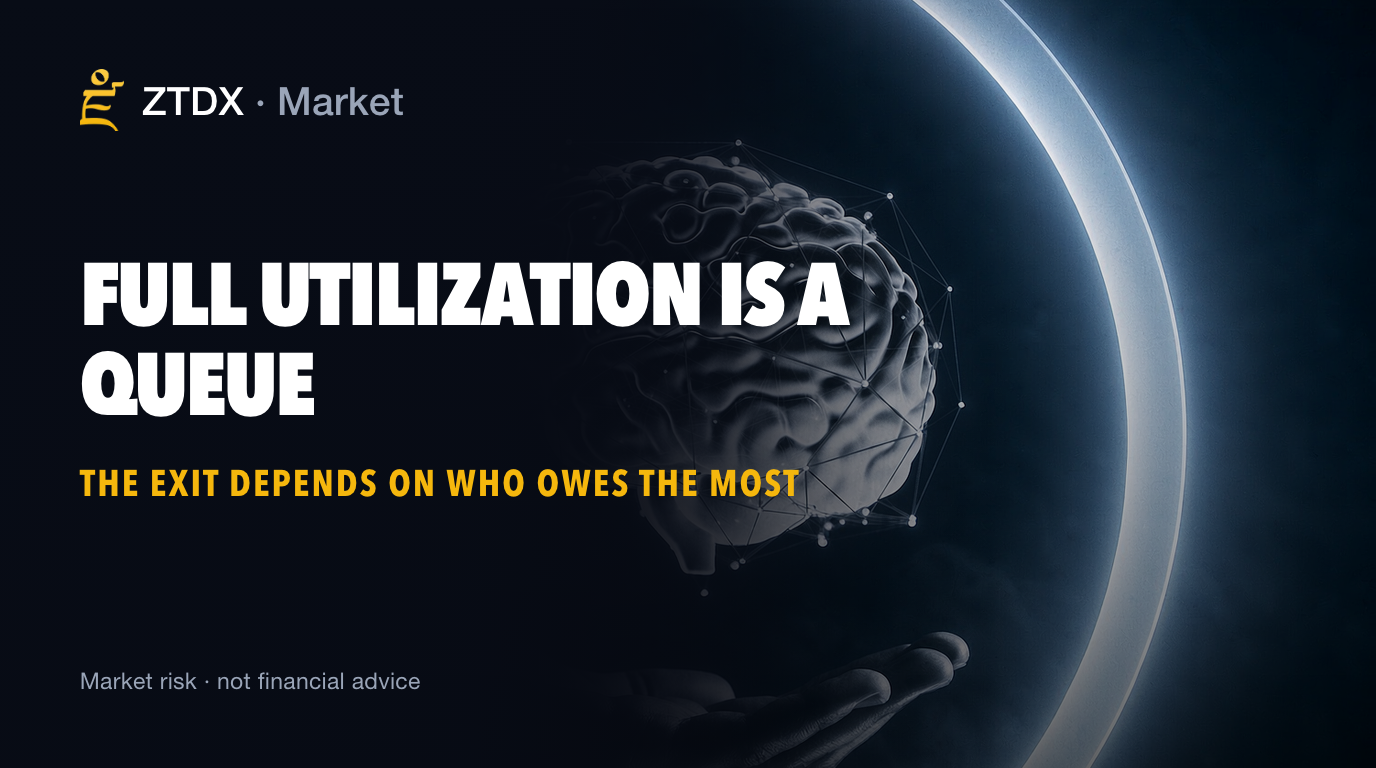 ZTDX · Market
FULL UTILIZATION IS A
QUEUE
THE EXIT DEPENDS ON WHO OWES THE MOST
Market risk · not financial advice